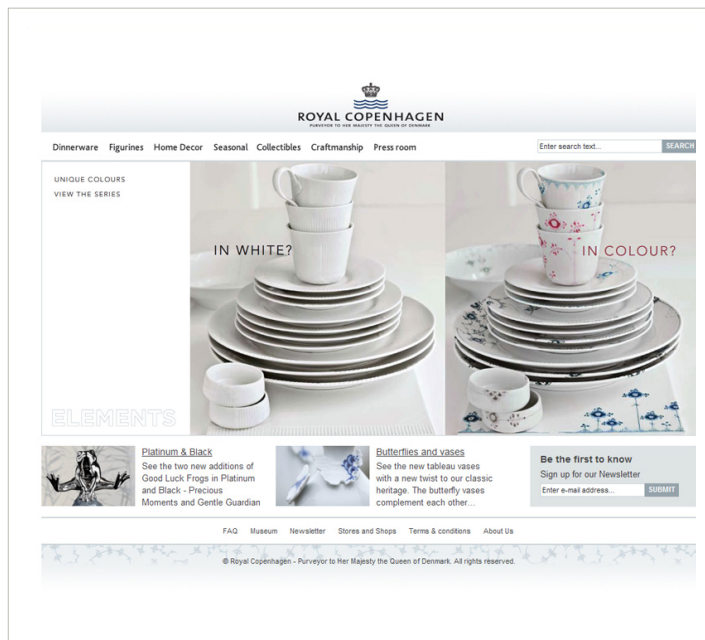 ROYAL COPENHAGEN
PURVEYOR TO HER MAJESTY THE QUEEN OF DENMARK
Dinnerware Figurines Home Decor Seasonal Collectibles Craftmanship Press room
Enter search text... SEARCH
UNIQUE COLOURS
VIEW THE SERIES
IN WHITE?
IN COLOUR?
ELEMENTS
Platinum & Black
See the two new additions of
Good Luck Frogs in Platinum
and Black - Precious
Moments and Gentle Guardian
Butterflies and vases
See the new tableau vases
with a new twist to our classic
heritage. The butterfly vases
complement each other...
Be the first to know
Sign up for our Newsletter
Enter e-mail address... SUBMIT
FAQ Museum Newsletter Stores and Shops Terms & conditions About Us
© Royal Copenhagen - Purveyor to Her Majesty the Queen of Denmark. All rights reserved.